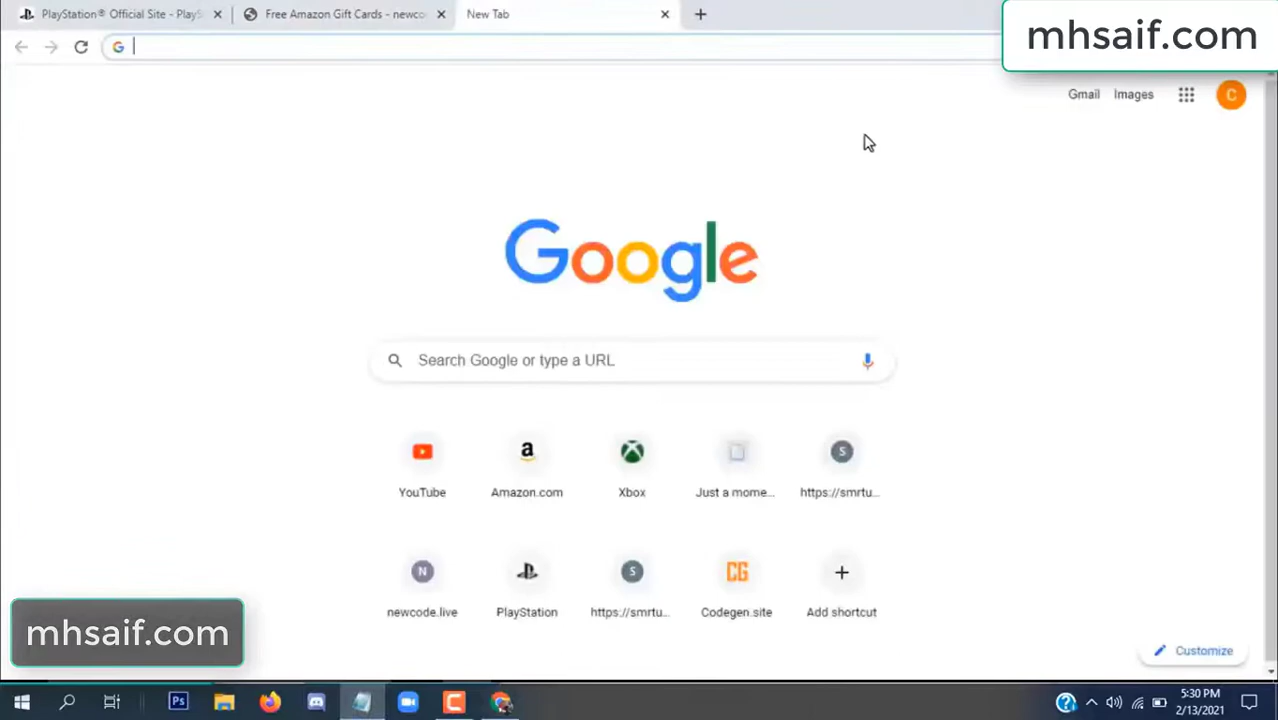 PlayStation® Official Site - PlayS
Free Amazon Gift Cards - newco
New Tab
mhsaif.com
G
Gmail
Images
C
Google
Search Google or type a URL
a
S
YouTube
Amazon.com
Xbox
Just a mome...
https://smrtu...
N
S
CG
newcode.live
PlayStation
https://smrtu...
Codegen.site
Add shortcut
mhsaif.com
Customize
Ps
5:30 PM
2/13/2021